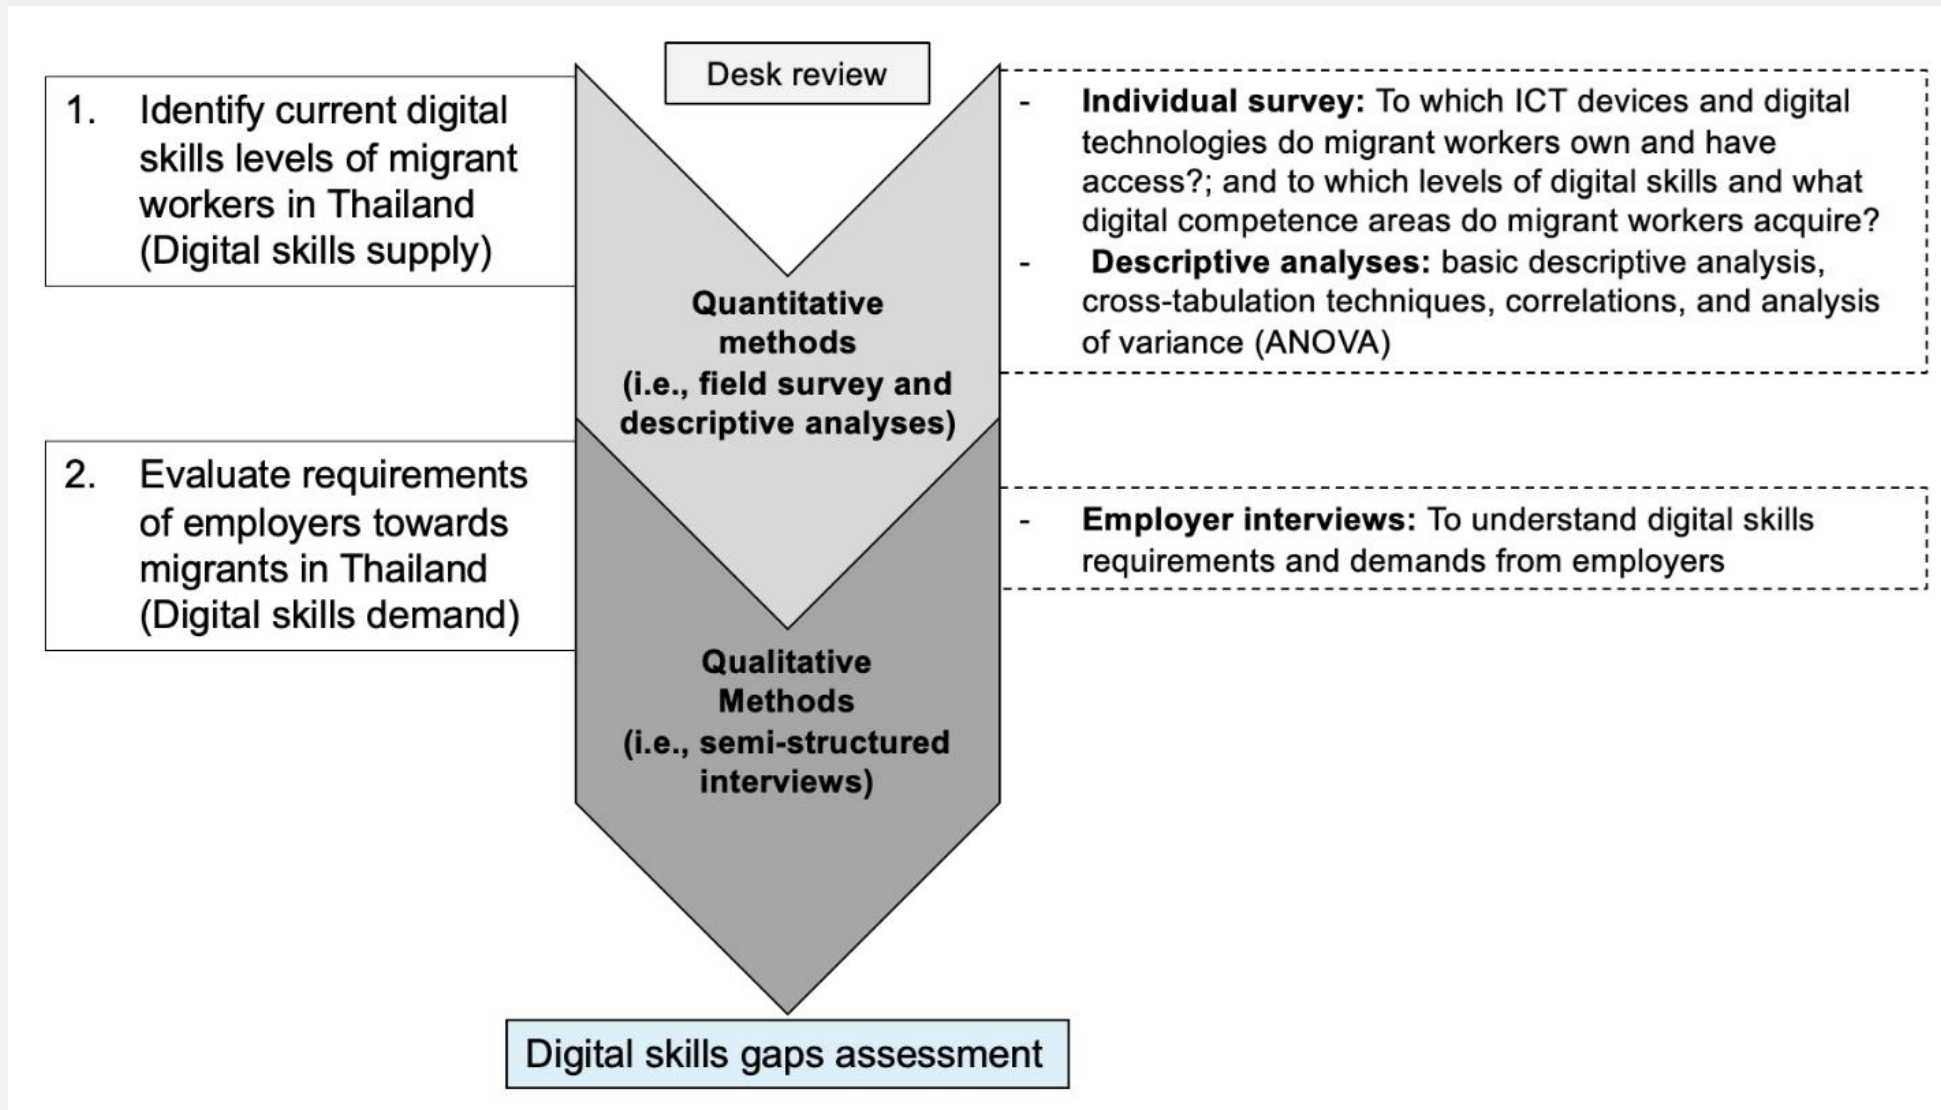 Desk review
1. Identify current digital
skills levels of migrant
workers in Thailand
(Digital skills supply)
Quantitative
methods
(i.e., field survey and
descriptive analyses)
- Individual survey: To which ICT devices and digital
technologies do migrant workers own and have
access?; and to which levels of digital skills and what
digital competence areas do migrant workers acquire?
- Descriptive analyses: basic descriptive analysis,
cross-tabulation techniques, correlations, and analysis
of variance (ANOVA)
2. Evaluate requirements
of employers towards
migrants in Thailand
(Digital skills demand)
Qualitative
Methods
(i.e., semi-structured
interviews)
- Employer interviews: To understand digital skills
requirements and demands from employers
Digital skills gaps assessment